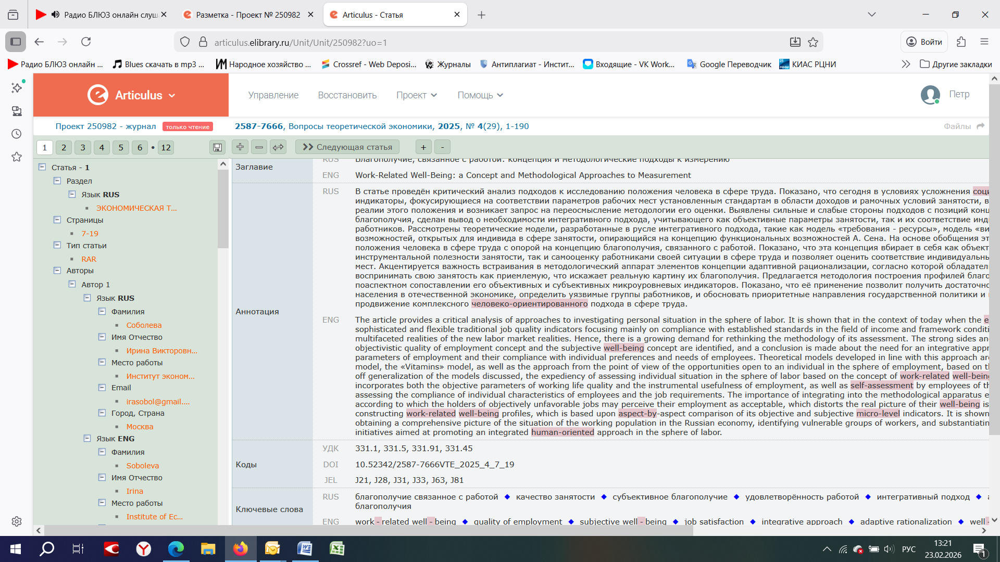 Радио БЛЮЗ онлайн слуш
Разметка - Проект № 250982
Articulus - Статья
articulus.elibrary.ru/Unit/Unit/250982?uo=1
Войти
Радио БЛЮЗ онлайн ...
Blues скачать в mp3 ...
Народное хозяйство ...
Crossref - Web Deposi...
Журналы
Антиплагиат - Инстит...
Входящие - VK Work...
Google Переводчик
КИАС РЦНИ
Другие закладки
Articulus
Управление
Восстановить
Проект
Помощь
Петр
Проект 250982 - журнал только чтение
2587-7666, Вопросы теоретической экономики, 2025, № 4(29), 1-190
Файлы
1 2 3 4 5 6 • 12
Следующая статья
+ -
Статья - 1
Раздел
Язык RUS
ЭКОНОМИЧЕСКАЯ Т...
Страницы
7-19
Тип статьи
RAR
Авторы
Автор 1
Язык RUS
Фамилия
Соболева
Имя Отчество
Ирина Викторовн...
Место работы
Институт эконом...
Email
irasobol@gmail....
Город, Страна
Москва
Язык ENG
Фамилия
Soboleva
Имя Отчество
Irina
Место работы
Institute of Ec...
Заглавие
RUS Благополучие, связанное с работой: концепция и методологические подходы к измерению
ENG Work-Related Well-Being: a Concept and Methodological Approaches to Measurement
Аннотация
RUS В статье проведён критический анализ подходов к исследованию положения человека в сфере труда. Показано, что сегодня в условиях усложнения соци
индикаторы, фокусирующиеся на соответствии параметров рабочих мест установленным стандартам в области доходов и рамочных условий занятости, в
реалии этого положения и возникает запрос на переосмысление методологии его оценки. Выявлены сильные и слабые стороны подходов с позиций конц
благополучия, сделан вывод о необходимости интегративного подхода, учитывающего как объективные параметры занятости, так и их соответствие инд
работников. Рассмотрены теоретические модели, разработанные в русле интегративного подхода, такие как модель «требования - ресурсы», модель «ви
возможностей, открытых для индивида в сфере занятости, опирающийся на концепцию функциональных возможностей А. Сена. На основе обобщения эт
положения человека в сфере труда с опорой на концепцию благополучия, связанного с работой. Показано, что эта концепция вбирает в себя как объект
инструментальной полезности занятости, так и самооценку работниками своей ситуации в сфере труда и позволяет оценить соответствие индивидуальны
мест. Акцентируется важность встраивания в методологический аппарат элементов концепции адаптивной рационализации, согласно которой обладател
воспринимать свою занятость как приемлемую, что искажает реальную картину их благополучия. Предлагается методология построения профилей благо
поаспектном сопоставлении его объективных и субъективных микроуровневых индикаторов. Показано, что её применение позволит получить достаточно
населения в отечественной экономике, определить уязвимые группы работников, и обосновать приоритетные направления государственной политики и
продвижение комплексного человеко-ориентированного подхода в сфере труда.
ENG The article provides a critical analysis of approaches to investigating personal situation in the sphere of labor. It is shown that in the context of today when the e
sophisticated and flexible traditional job quality indicators focusing mainly on compliance with established standards in the field of income and framework conditi
multifaceted realities of the new labor market realities. Hence, there is a growing demand for rethinking the methodology of its assessment. The strong sides an
objectivistic quality of employment concept and the subjective well-being concept are identified, and a conclusion is made about the need for an integrative appr
parameters of employment and their compliance with individual preferences and needs of employees. Theoretical models developed in line with this approach ar
model, the «Vitamins» model, as well as the approach from the point of view of the opportunities open to an individual in the sphere of employment, based on t
off generalization of the models discussed, the expediency of assessing individual situation in the sphere of labor based on the concept of work-related well-being
incorporates both the objective parameters of working life quality and the instrumental usefulness of employment, as well as self-assessment by employees of th
assessing the compliance of individual characteristics of employees and the job requirements. The importance of integrating into the methodological apparatus e
according to which the holders of objectively unfavorable jobs may perceive their employment as acceptable, which distorts the real picture of their well-being is
constructing work-related well-being profiles, which is based upon aspect-by-aspect comparison of its objective and subjective micro-level indicators. It is shown
obtaining a comprehensive picture of the situation of the working population in the Russian economy, identifying vulnerable groups of workers, and substantiatin
initiatives aimed at promoting an integrated human-oriented approach in the sphere of labor.
Коды
УДК 331.1, 331.5, 331.91, 331.45
DOI 10.52342/2587-7666VTE_2025_4_7_19
JEL J21, J28, J31, J33, J63, J81
Ключевые слова
RUS благополучие связанное с работой ◆ качество занятости ◆ субъективное благополучие ◆ удовлетворённость работой ◆ интегративный подход ◆ а
благополучия
ENG work - related well - being ◆ quality of employment ◆ subjective well - being ◆ job satisfaction ◆ integrative approach ◆ adaptive rationalization ◆ well -
РУС
13:21
23.02.2026
1